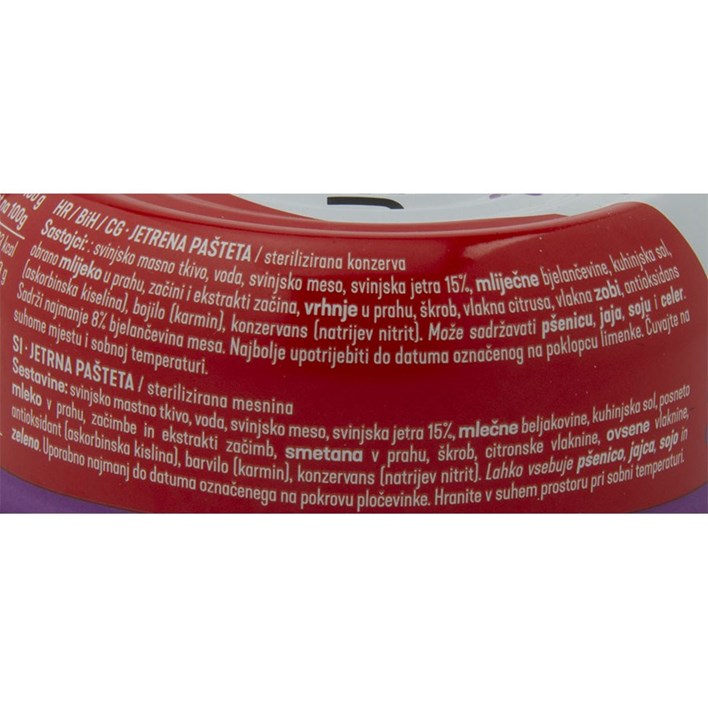 00 g
na 100g
kcal
HR / BiH / CG · JETRENA PAŠTETA / sterilizirana konzerva
Sastojci: svinjsko masno tkivo, voda, svinjsko meso, svinjska jetra 15%, mliječne bjelančevine, kuhinjska sol,
obrano mlijeko u prahu, začini i ekstrakti začina, vrhnje u prahu, škrob, vlakna citrusa, vlakna zobi, antioksidans
(askorbinska kiselina), bojilo (karmin), konzervans (natrijev nitrit). Može sadržavati pšenicu, jaja, soju i celer.
Sadrži najmanje 8% bjelančevina mesa. Najbolje upotrijebiti do datuma označenog na poklopcu limenke. Čuvajte na
suhome mjestu i sobnoj temperaturi.
SI · JETRNA PAŠTETA / sterilizirana mesnina
Sestavine: svinjsko mastno tkivo, voda, svinjsko meso, svinjska jetra 15%, mlečne beljakovine, kuhinjska sol, posneto
mleko v prahu, začimbe in ekstrakti začimb, smetana v prahu, škrob, citronske vlaknine, ovsene vlaknine,
antioksidant (askorbinska kislina), barvilo (karmin), konzervans (natrijev nitrit). Lahko vsebuje pšenico, jajca, sojo in
zeleno. Uporabno najmanj do datuma označenega na pokrovu pločevinke. Hranite v suhem prostoru pri sobni temperaturi.